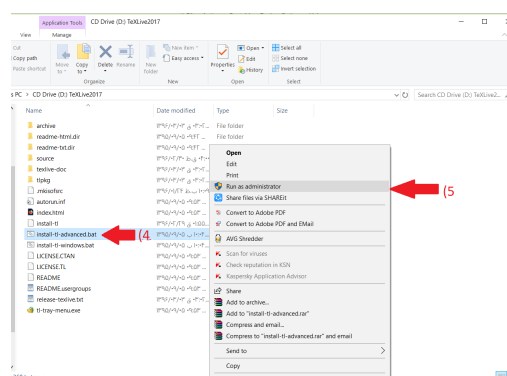 Application Tools CD Drive (D:) TeXLive2017
View Manage
Cut
Copy path
Paste shortcut
Move to
Copy to
Delete
Rename
New folder
New item
Easy access
Properties
Open
Edit
History
Select all
Select none
Invert selection
Organize New Open Select
s PC > CD Drive (D:) TeXLive2017
Search CD Drive (D:) TeXLive2...
Name Date modified Type Size
archive File folder
readme-html.dir File folder
readme-txt.dir File folder
source
texlive-doc
tlpkg
.mkisofsrc
autorun.inf
index.html
install-tl
install-tl-advanced.bat (4
install-tl-windows.bat
LICENSE.CTAN
LICENSE.TL
README
README.usergroups
release-texlive.txt
tl-tray-menu.exe
Open
Edit
Print
Run as administrator (5
Share files via SHAREit
Convert to Adobe PDF
Convert to Adobe PDF and EMail
AVG Shredder
Scan for viruses
Check reputation in KSN
Kaspersky Application Advisor
Share
Add to archive...
Add to "install-tl-advanced.rar"
Compress and email...
Compress to "install-tl-advanced.rar" and email
Send to
Copy